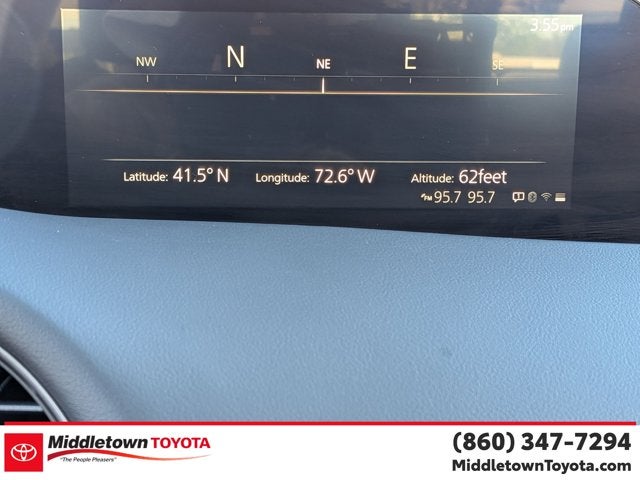 3:55pm
NW N NE E SE
Latitude: 41.5° N Longitude: 72.6° W Altitude: 62feet
FM 95.7 95.7
Middletown TOYOTA
"The People Pleasers"
(860) 347-7294
MiddletownToyota.com